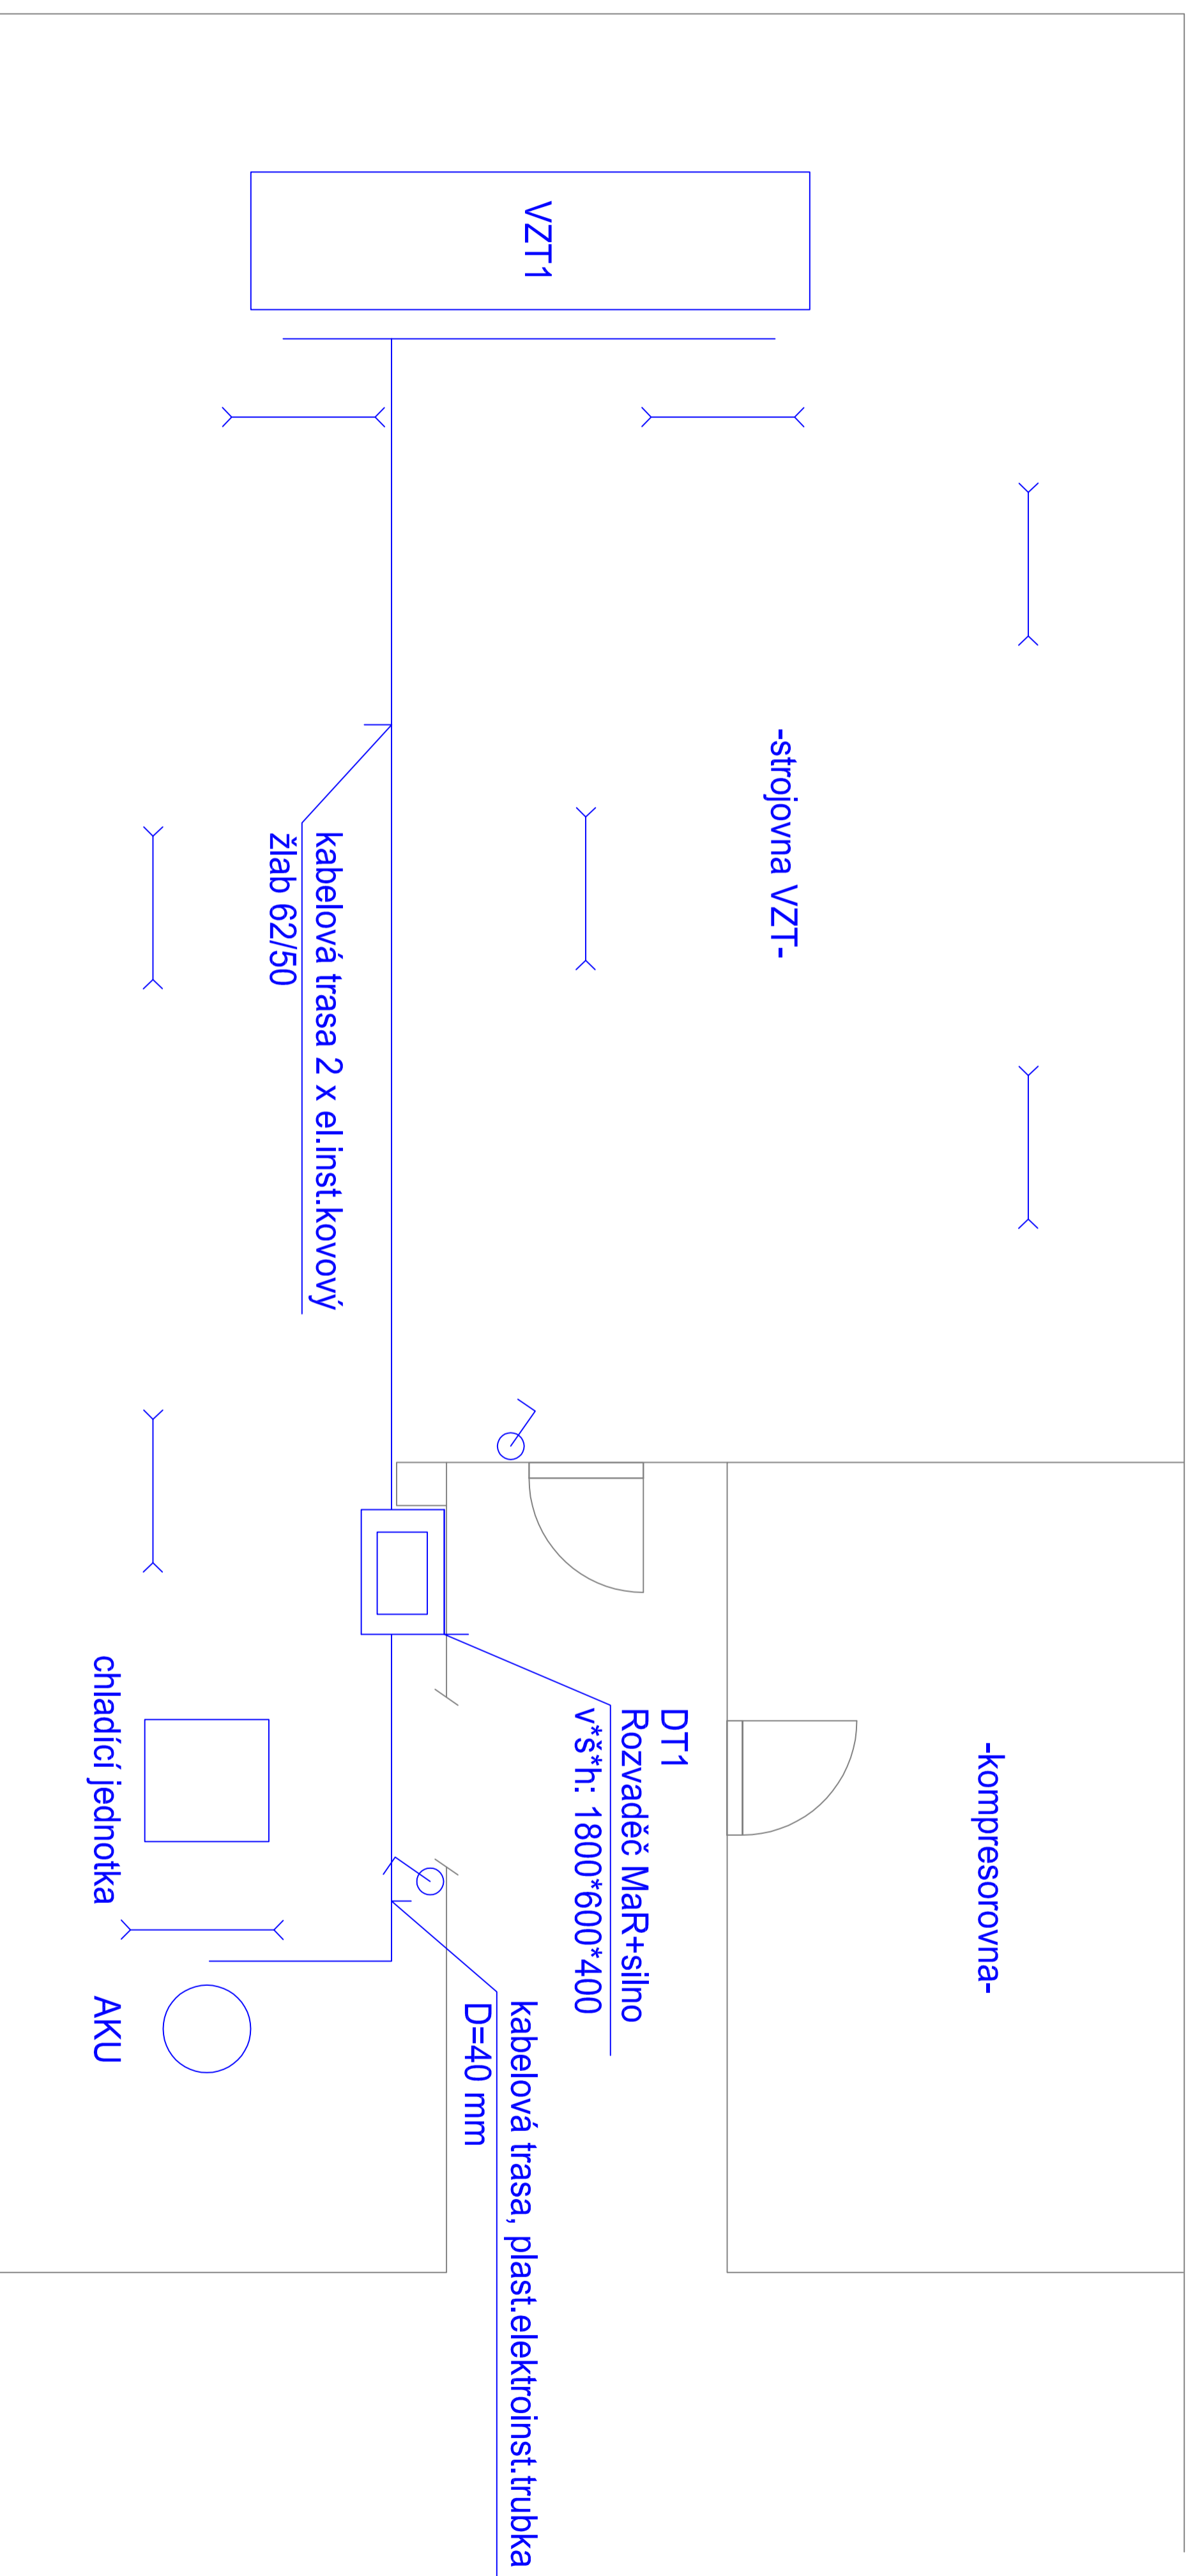 VZT1
-strojovna VZT-
kabelová trasa 2 x el.inst.kovový
žlab 62/50
-kompresorovna-
DT1
Rozvaděč MaR+silno
v*š*h: 1800*600*400
chladící jednotka
AKU
kabelová trasa, plast.elektroinst.trubka
D=40 mm